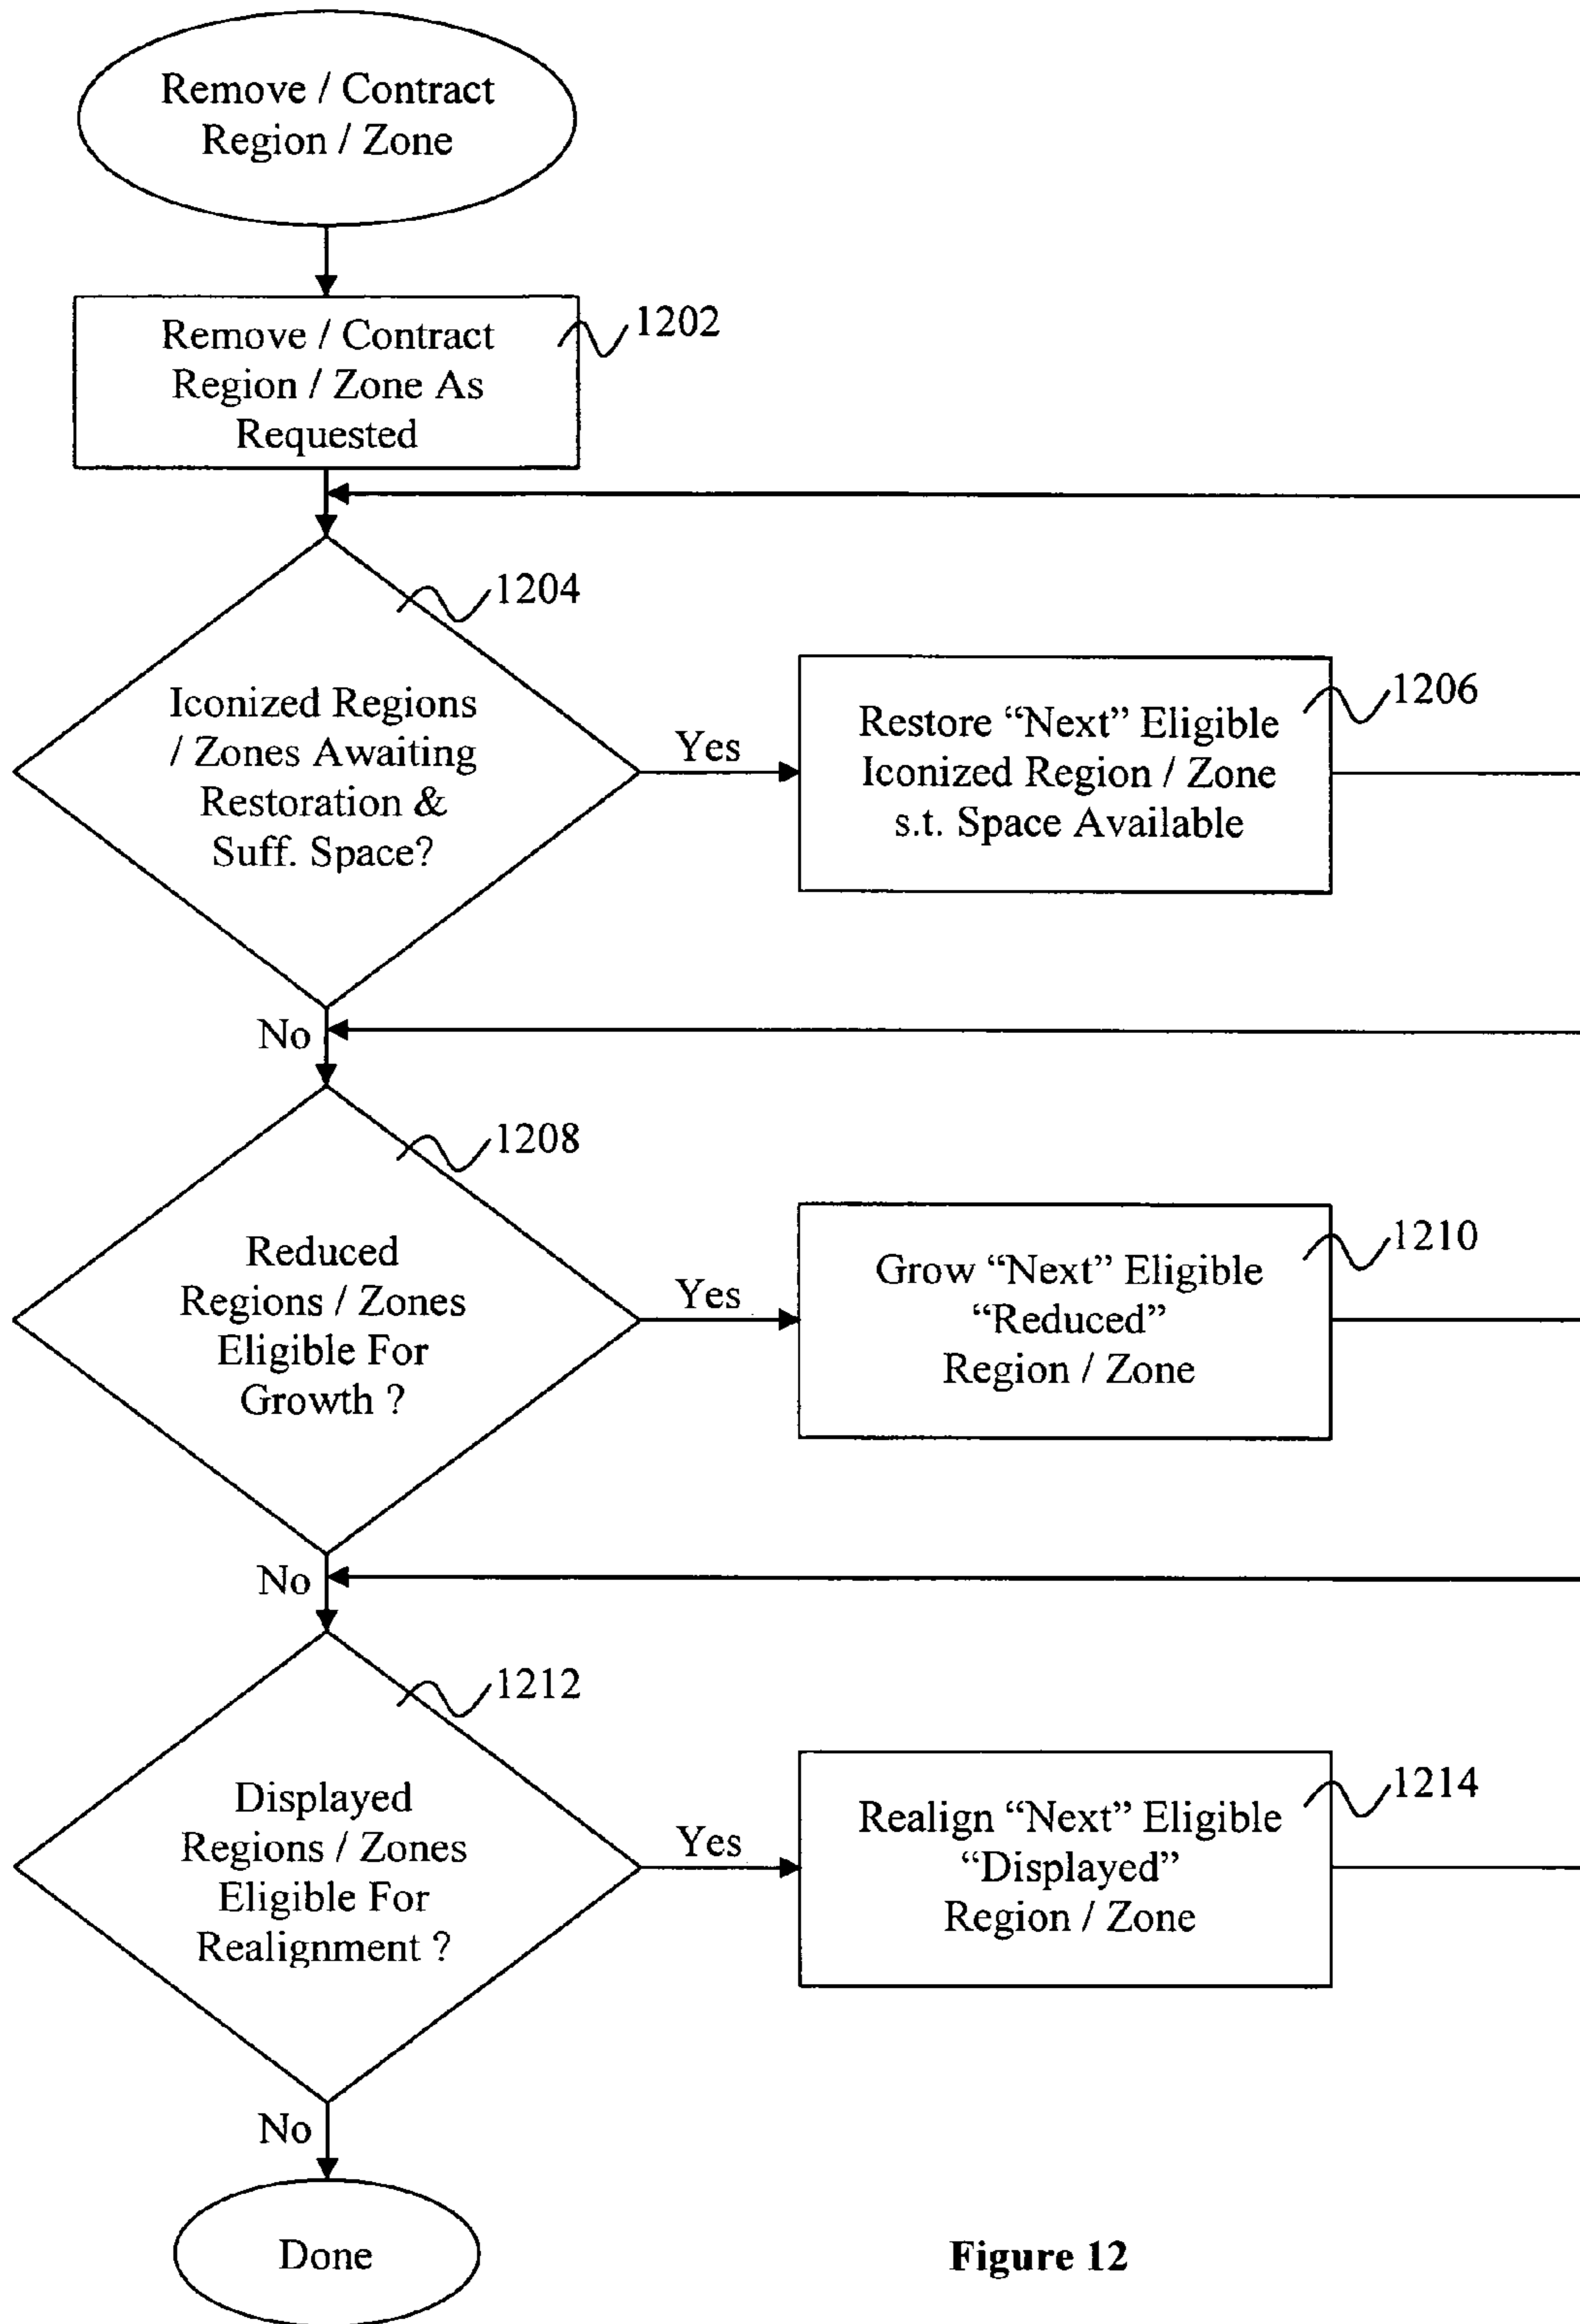 Remove / Contract
Region / Zone
Remove / Contract
Region / Zone As
Requested
1202
1204
Iconized Regions
/ Zones Awaiting
Restoration &
Suff. Space?
Yes
Restore “Next” Eligible
Iconized Region / Zone
s.t. Space Available
1206
No
1208
Reduced
Regions / Zones
Eligible For
Growth ?
Yes
Grow “Next” Eligible
“Reduced”
Region / Zone
1210
No
1212
Displayed
Regions / Zones
Eligible For
Realignment ?
Yes
Realign “Next” Eligible
“Displayed”
Region / Zone
1214
No
Done
Figure 12